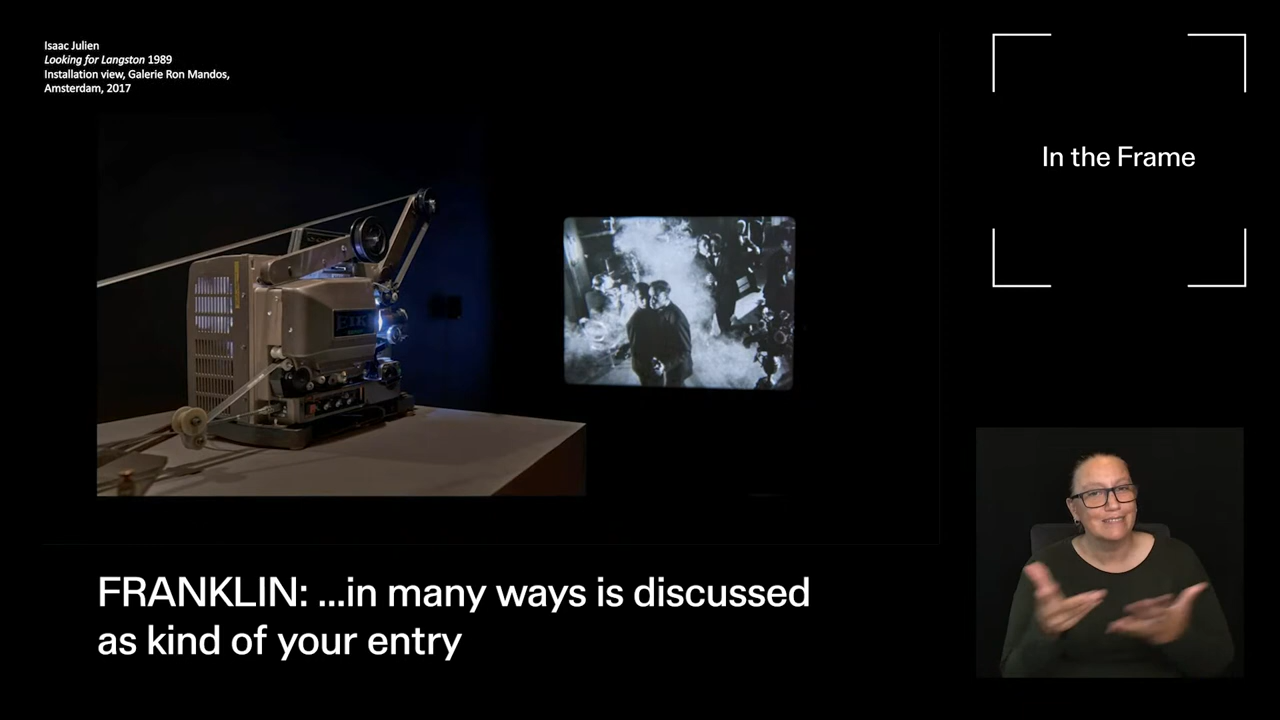 Isaac Julien
Looking for Langston 1989
Installation view, Galerie Ron Mandos,
Amsterdam, 2017
In the Frame
EIKI
FRANKLIN: ...in many ways is discussed
as kind of your entry